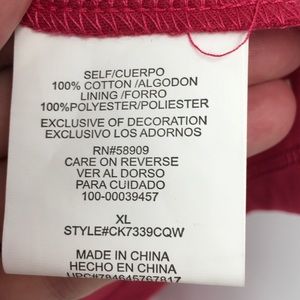 SELF/CUERPO
100% COTTON /ALGODON
LINING /FORRO
100%POLYESTER/POLIESTER
EXCLUSIVE OF DECORATION
EXCLUSIVO LOS ADORNOS
RN#58909
CARE ON REVERSE
VER AL DORSO
PARA CUIDADO
100-00039457
XL
STYLE#CK7339CQW
MADE IN CHINA
HECHO EN CHINA